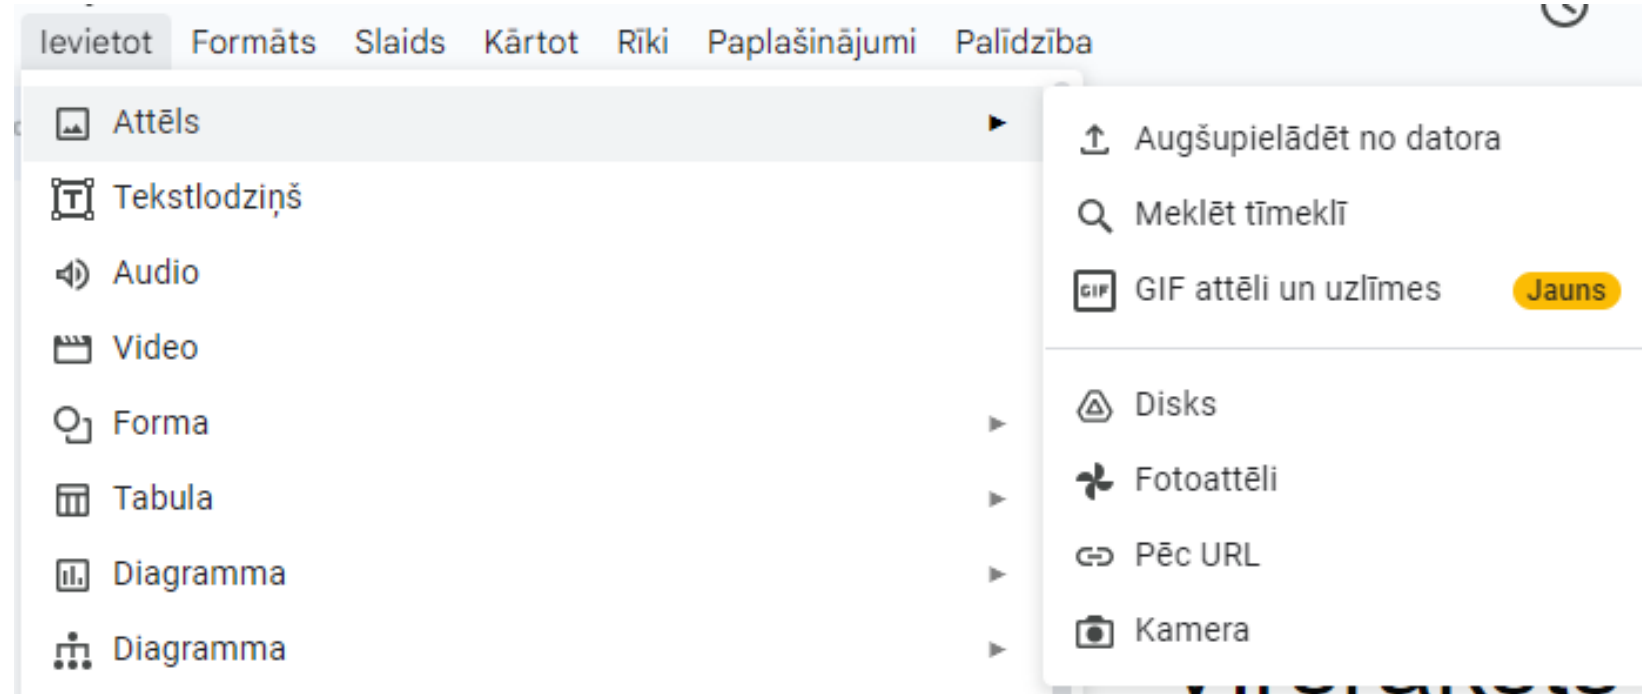 Ievietot Formāts Slaids Kārtot Rīki Paplašinājumi Palīdzība
Attēls
Tekstlodziņš
Audio
Video
Forma
Tabula
Diagramma
Diagramma
Augšupielādēt no datora
Meklēt tīmeklī
GIF GIF attēli un uzlīmes Jauns
Disks
Fotoattēli
Pēc URL
Kamera